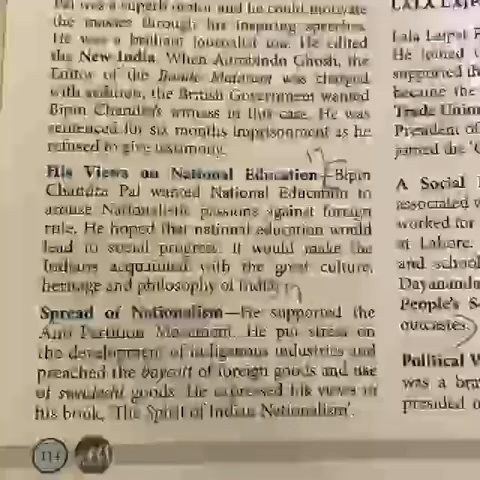 Pal was a superb orator and he could motivate
the masses through his inspiring speeches.
He was a brilliant journalist too. He edited
the New India. When Aurobindo Ghosh, the
Editor of the Bande Mataram was charged
with sedition, the British Government wanted
Bipin Chandra's witness in this case. He was
sentenced for six months imprisonment as he
refused to give testimony.
His Views on National Education—Bipin
Chandra Pal wanted National Education to
arouse Nationalistic passions against foreign
rule. He hoped that national education would
lead to social progress. It would make the
Indians acquainted with the great culture,
heritage and philosophy of India.
Spread of Nationalism—He supported the
Anti Partition Movement. He put stress on
the development of indigenous industries and
preached the boycott of foreign goods and use
of swadeshi goods. He expressed his views in
his book, 'The Spirit of Indian Nationalism'.
114
LALA LAJP
Lala Lajpat R
He joined
supported th
became the
Trade Union
President of
joined the
A Social
associated w
worked for
at Lahore.
and school
Dayananda
People's S
outcastes.
Political W
was a brav
presided o